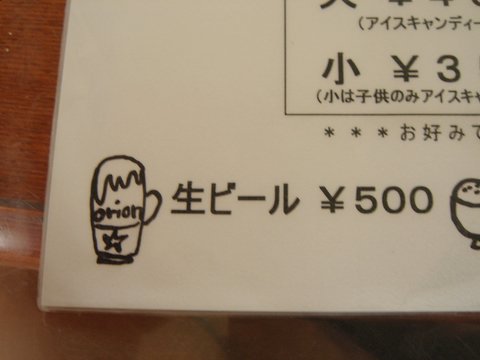 (アイスキャンディー
小 ¥3
(小は子供のみアイスキャ
***お好みで
orion
生ビール ¥500